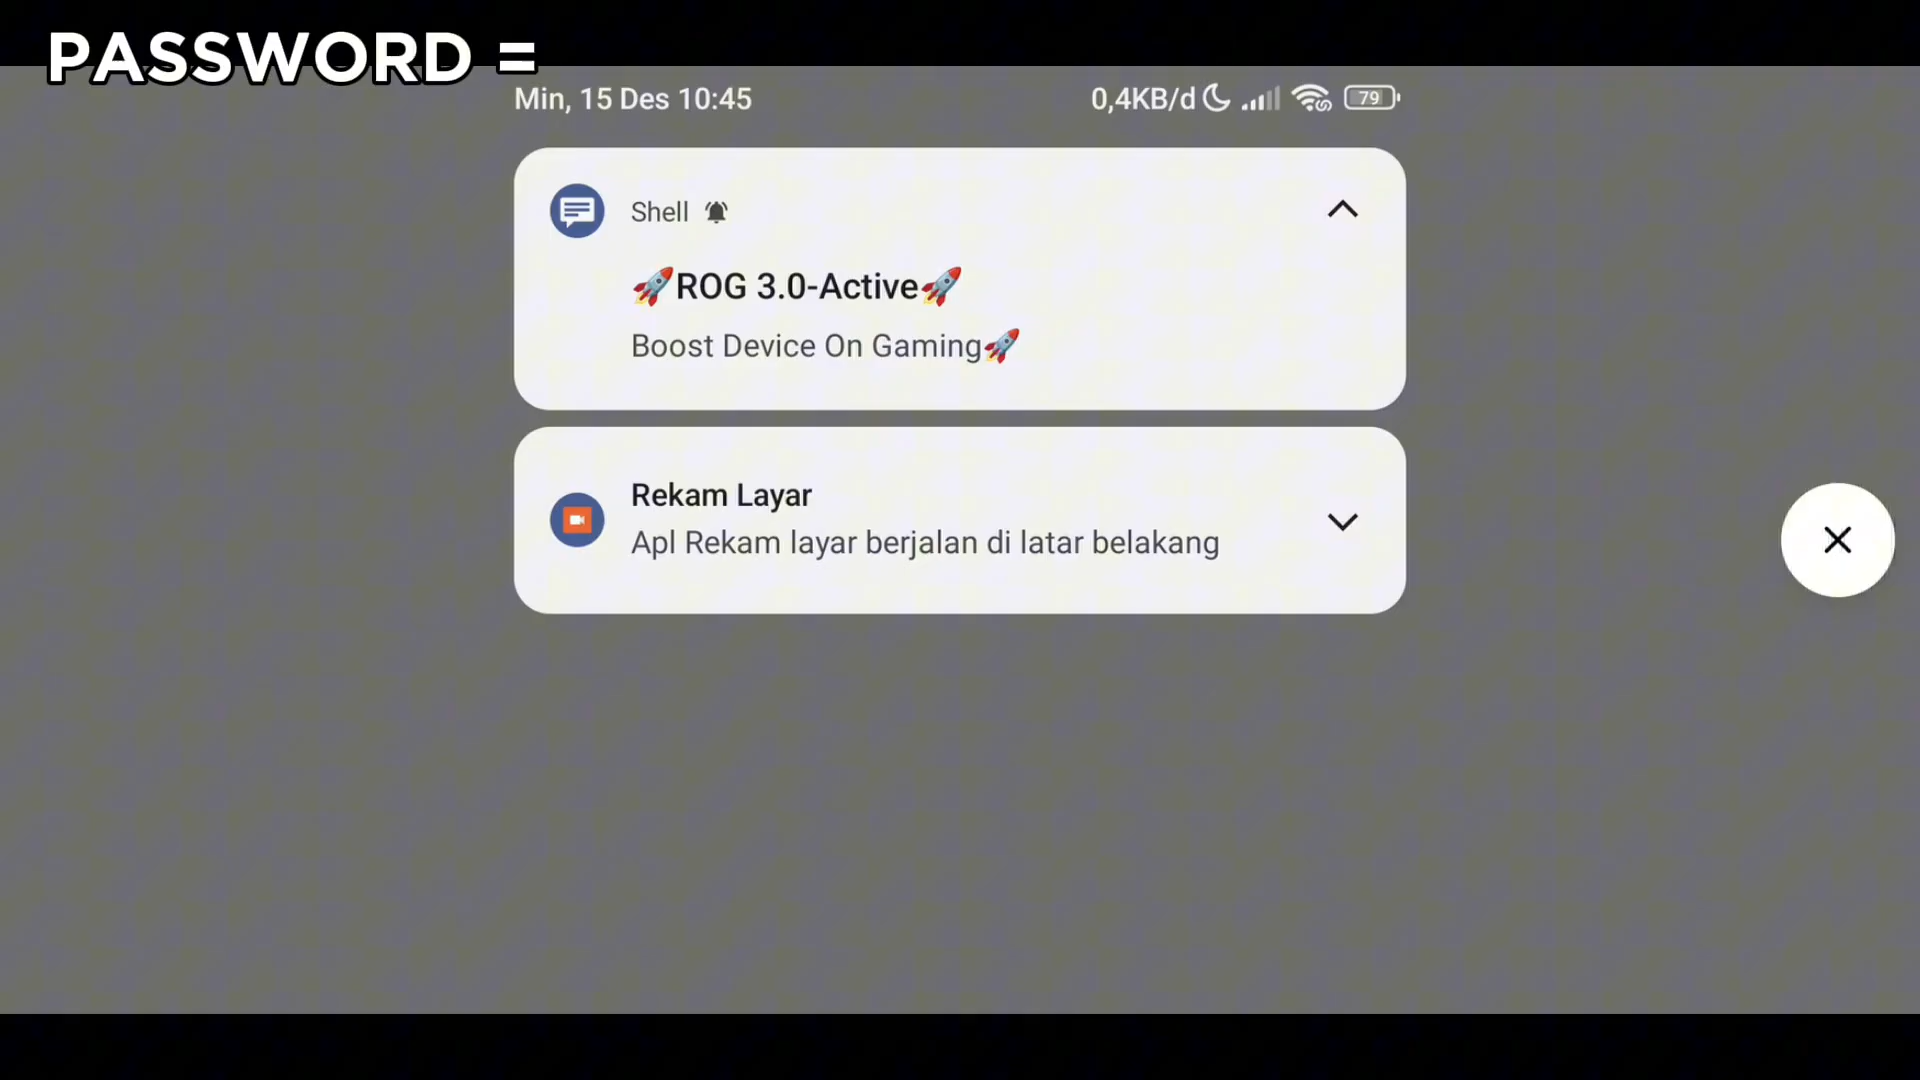 PASSWORD =
Min, 15 Des 10:45
0,4KB/d 79
Shell
🚀ROG 3.0-Active🚀
Boost Device On Gaming🚀
Rekam Layar
Apl Rekam layar berjalan di latar belakang